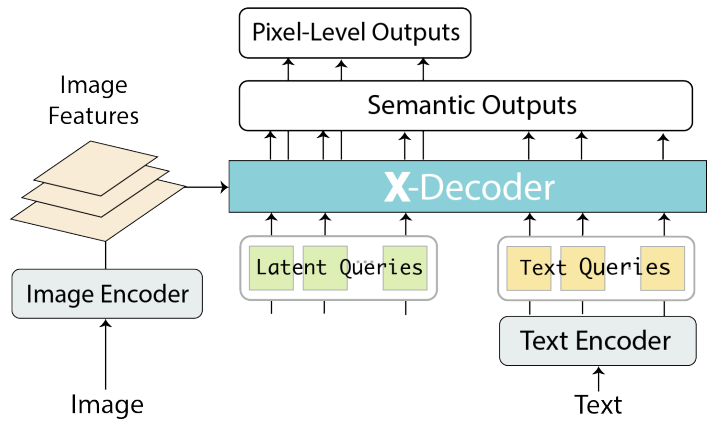 Pixel-Level Outputs
Image
Features
Semantic Outputs
X-Decoder
Latent Queries
Text Queries
Image Encoder
Text Encoder
Image
Text